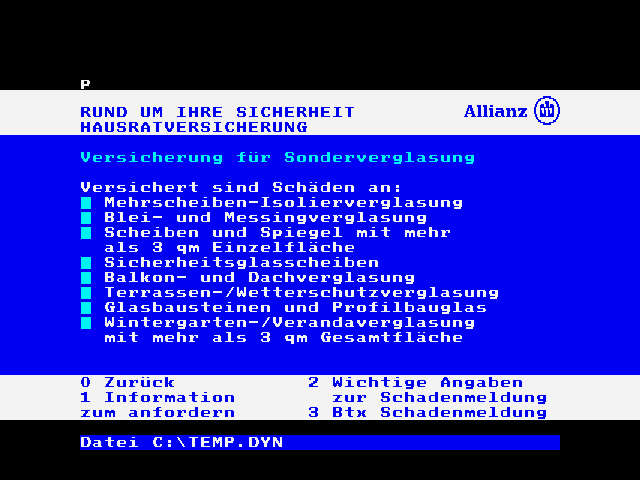 P
RUND UM IHRE SICHERHEIT
Allianz
HAUSRATVERSICHERUNG
Versicherung für Sonderverglasung
Versichert sind Schäden an:
Mehrscheiben-Isolierverglasung
Blei- und Messingverglasung
Scheiben und Spiegel mit mehr
als 3 qm Einzelfläche
Sicherheitsglasscheiben
Balkon- und Dachverglasung
Terrassen-/Wetterschutzverglasung
Glasbausteinen und Profilbauglas
Wintergarten-/Verandaverglasung
mit mehr als 3 qm Gesamtfläche
0 Zurück 2 Wichtige Angaben
1 Information zur Schadenmeldung
zum anfordern 3 Btx Schadenmeldung
Datei C:\TEMP.DYN